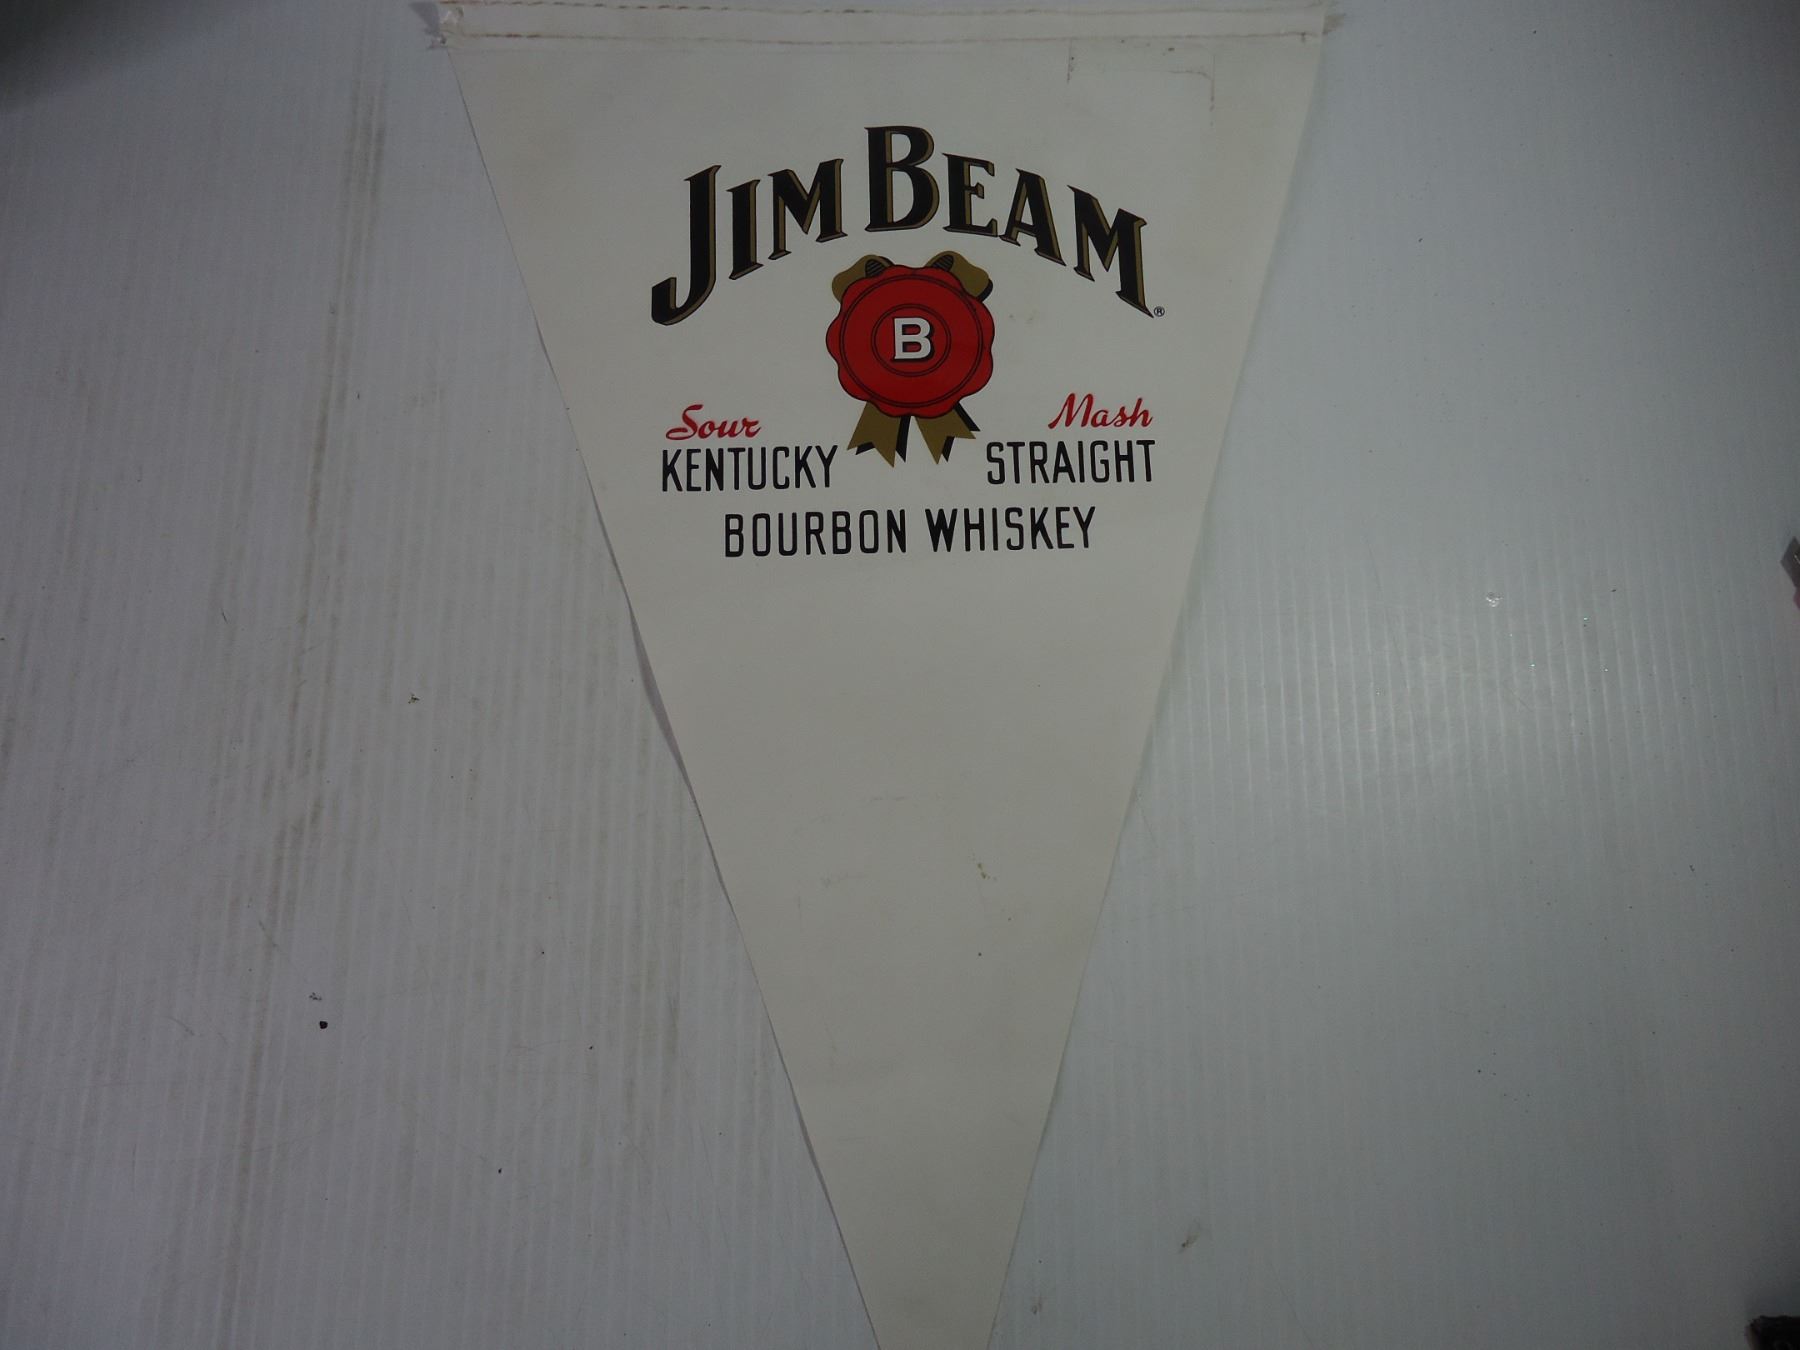 JIM BEAM®
B
Sour Mash
KENTUCKY STRAIGHT
BOURBON WHISKEY